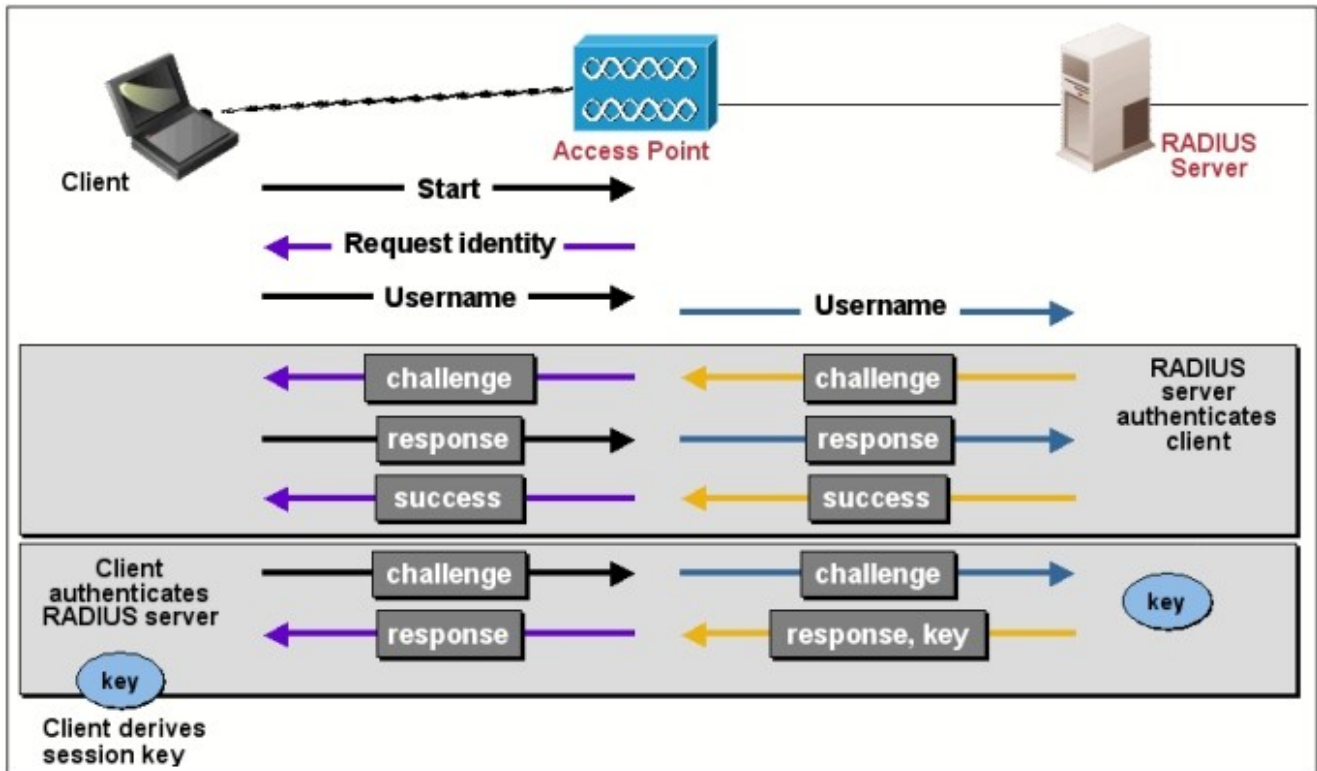 Client
Access Point
RADIUS
Server
Start
Request identity
Username
Username
challenge
challenge
RADIUS
server
authenticates
client
response
response
success
success
Client
authenticates
RADIUS server
challenge
challenge
key
response
response, key
key
Client derives
session key